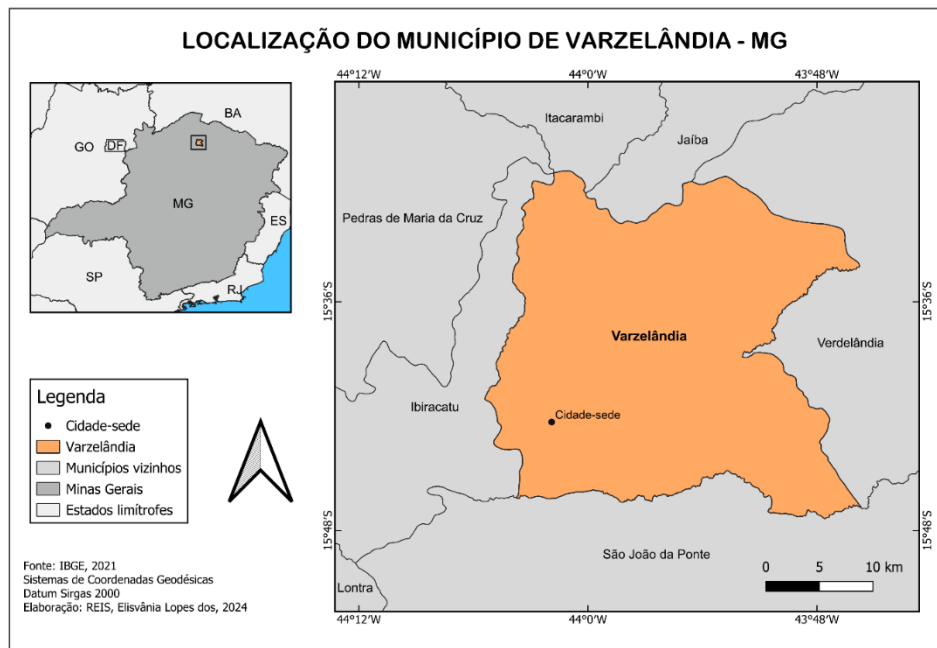 LOCALIZAÇÃO DO MUNICÍPIO DE VARZELÂNDIA - MG
BA
GO
DF
MG
ES
SP
RJ
44°12'W
44°0'W
43°48'W
Itacarambi
Jaíba
Pedras de Maria da Cruz
15°36'S
15°36'S
Varzelândia
Verdelândia
Ibiracatu
Cidade-sede
15°48'S
15°48'S
São João da Ponte
Lontra
0 5 10 km
44°12'W
44°0'W
43°48'W
Legenda
Cidade-sede
Varzelândia
Municípios vizinhos
Minas Gerais
Estados limítrofes
Fonte: IBGE, 2021
Sistemas de Coordenadas Geodésicas
Datum Sirgas 2000
Elaboração: REIS, Elisvânia Lopes dos, 2024